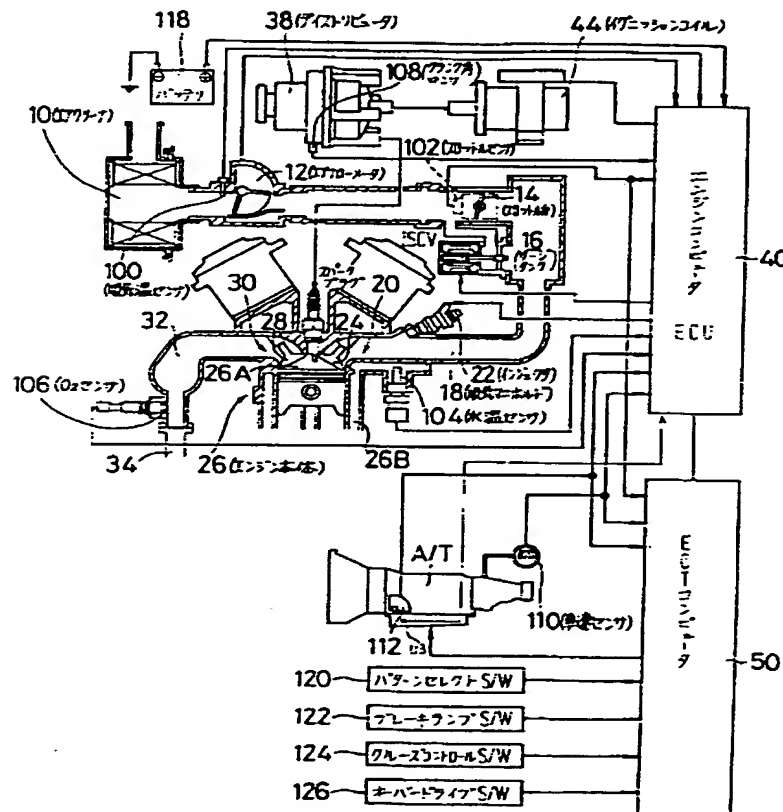 118
バッテリ
38 (ディストリビュータ)
44 (イグニッションコイル)
108 (クランク角センサ)
10 (エアクリーナ)
102 (スロットルセンサ)
12 (エアフローメータ)
14 (スロットル弁)
ISCV
16 (サージタンク)
100 (吸気温センサ)
スパークプラグ
エンジンコンピュータ
ECU
40
30
20
32
28
24
26A
22 (インジェクタ)
18 (吸気マニホルド)
106 (O₂センサ)
104 (水温センサ)
34
26 (エンジン本体)
26B
A/T
110 (車速センサ)
112
ECTコンピュータ
50
120
パターンセレクト S/W
122
ブレーキランプ S/W
124
クルーズコントロール S/W
126
オーバードライブ S/W